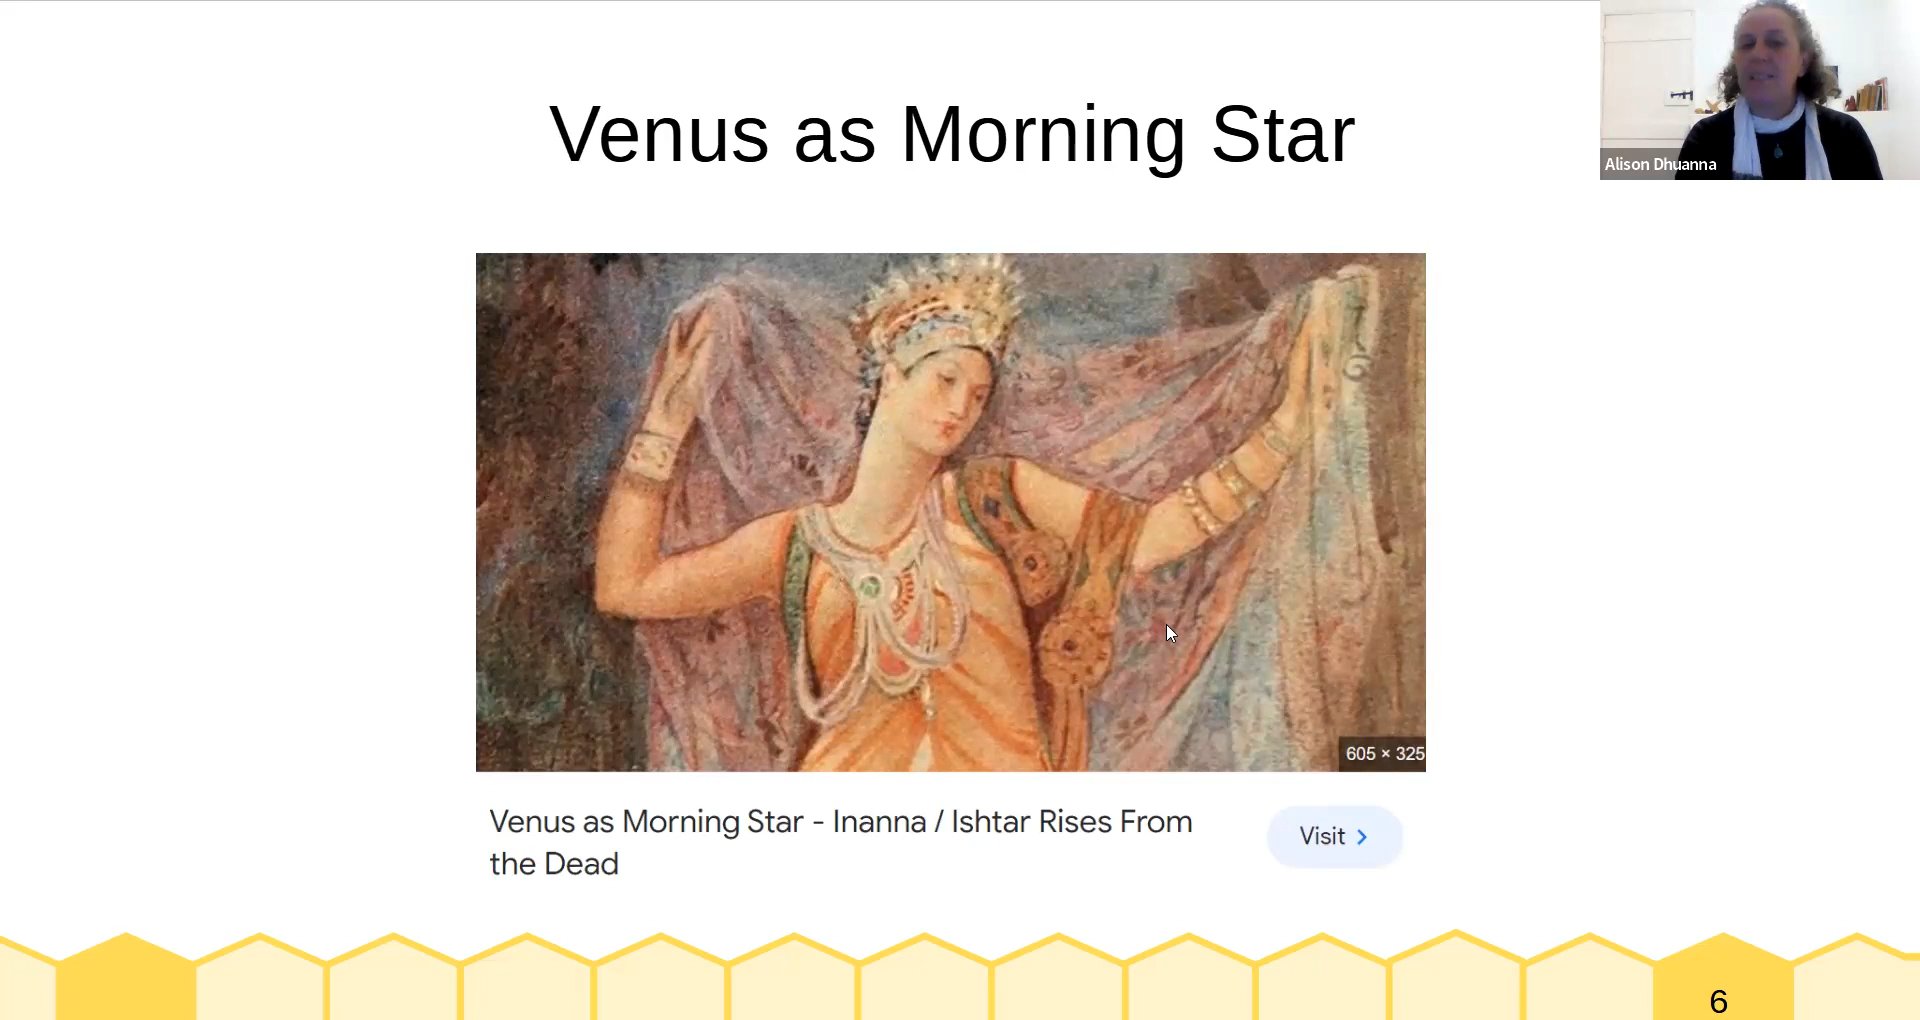 Venus as Morning Star
Alison Dhuanna
605 × 325
Venus as Morning Star - Inanna / Ishtar Rises From
the Dead
Visit
6